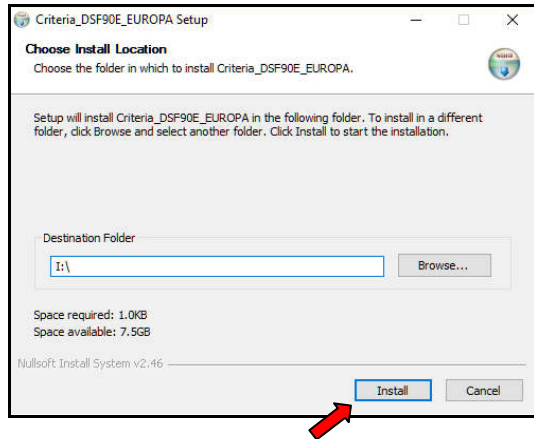 Criteria_DSF90E_EUROPA Setup
Choose Install Location
Choose the folder in which to install Criteria_DSF90E_EUROPA.
Setup will install Criteria_DSF90E_EUROPA in the following folder. To install in a different
folder, click Browse and select another folder. Click Install to start the installation.
Destination Folder
I:\
Browse...
Space required: 1.0KB
Space available: 7.5GB
Nullsoft Install System v2.46
Install Cancel